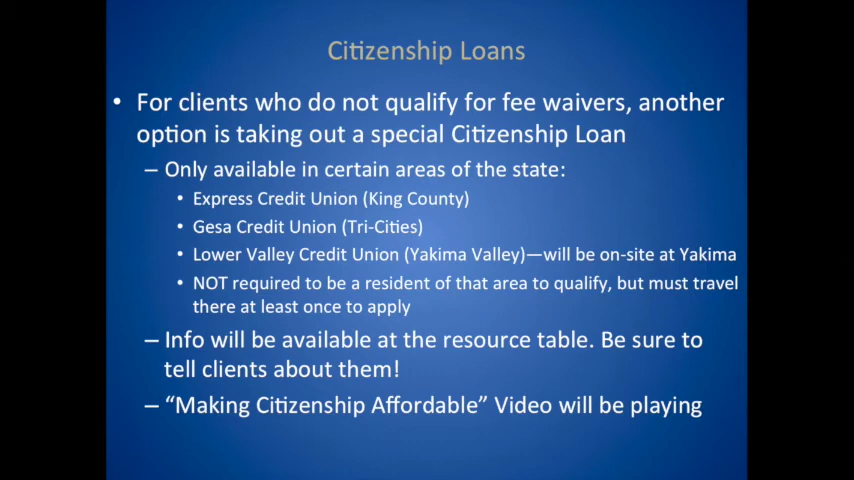 Citizenship Loans
• For clients who do not qualify for fee waivers, another
option is taking out a special Citizenship Loan
– Only available in certain areas of the state:
• Express Credit Union (King County)
• Gesa Credit Union (Tri-Cities)
• Lower Valley Credit Union (Yakima Valley)—will be on-site at Yakima
• NOT required to be a resident of that area to qualify, but must travel
there at least once to apply
– Info will be available at the resource table. Be sure to
tell clients about them!
– “Making Citizenship Affordable” Video will be playing